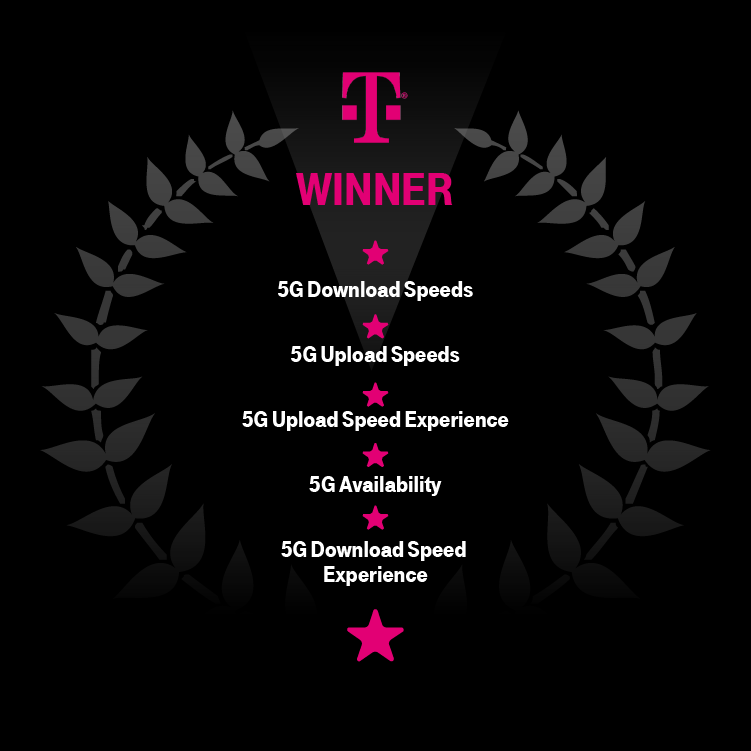 T®
WINNER
5G Download Speeds
5G Upload Speeds
5G Upload Speed Experience
5G Availability
5G Download Speed
Experience